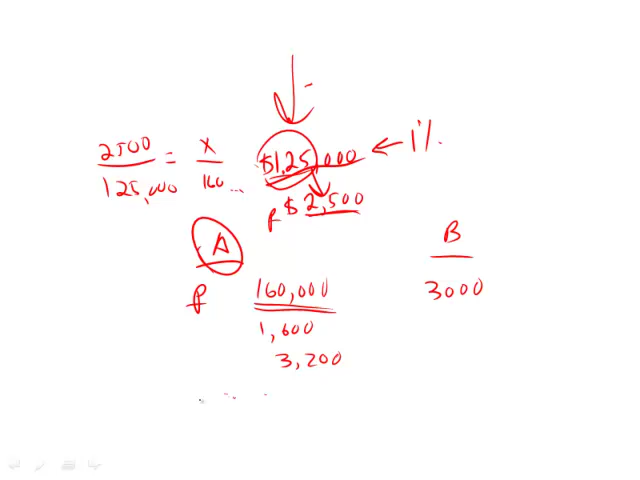 2500 / 125,000 = x / 160...
$125,000 ← 1%
P $ 2,500
A
B
P 160,000
3000
1,600
3,200